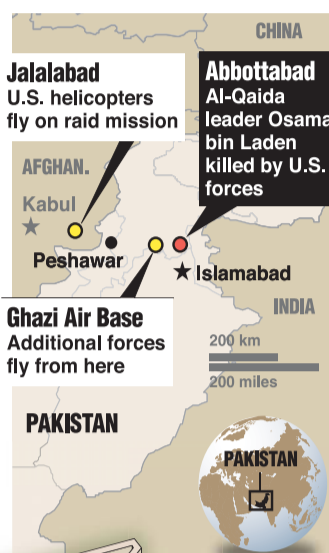 CHINA
Jalalabad
U.S. helicopters
fly on raid mission
Abbottabad
Al-Qaida
leader Osama
bin Laden
killed by U.S.
forces
AFGHAN.
Kabul
Peshawar
Islamabad
INDIA
Ghazi Air Base
Additional forces
fly from here
200 km
200 miles
PAKISTAN
PAKISTAN